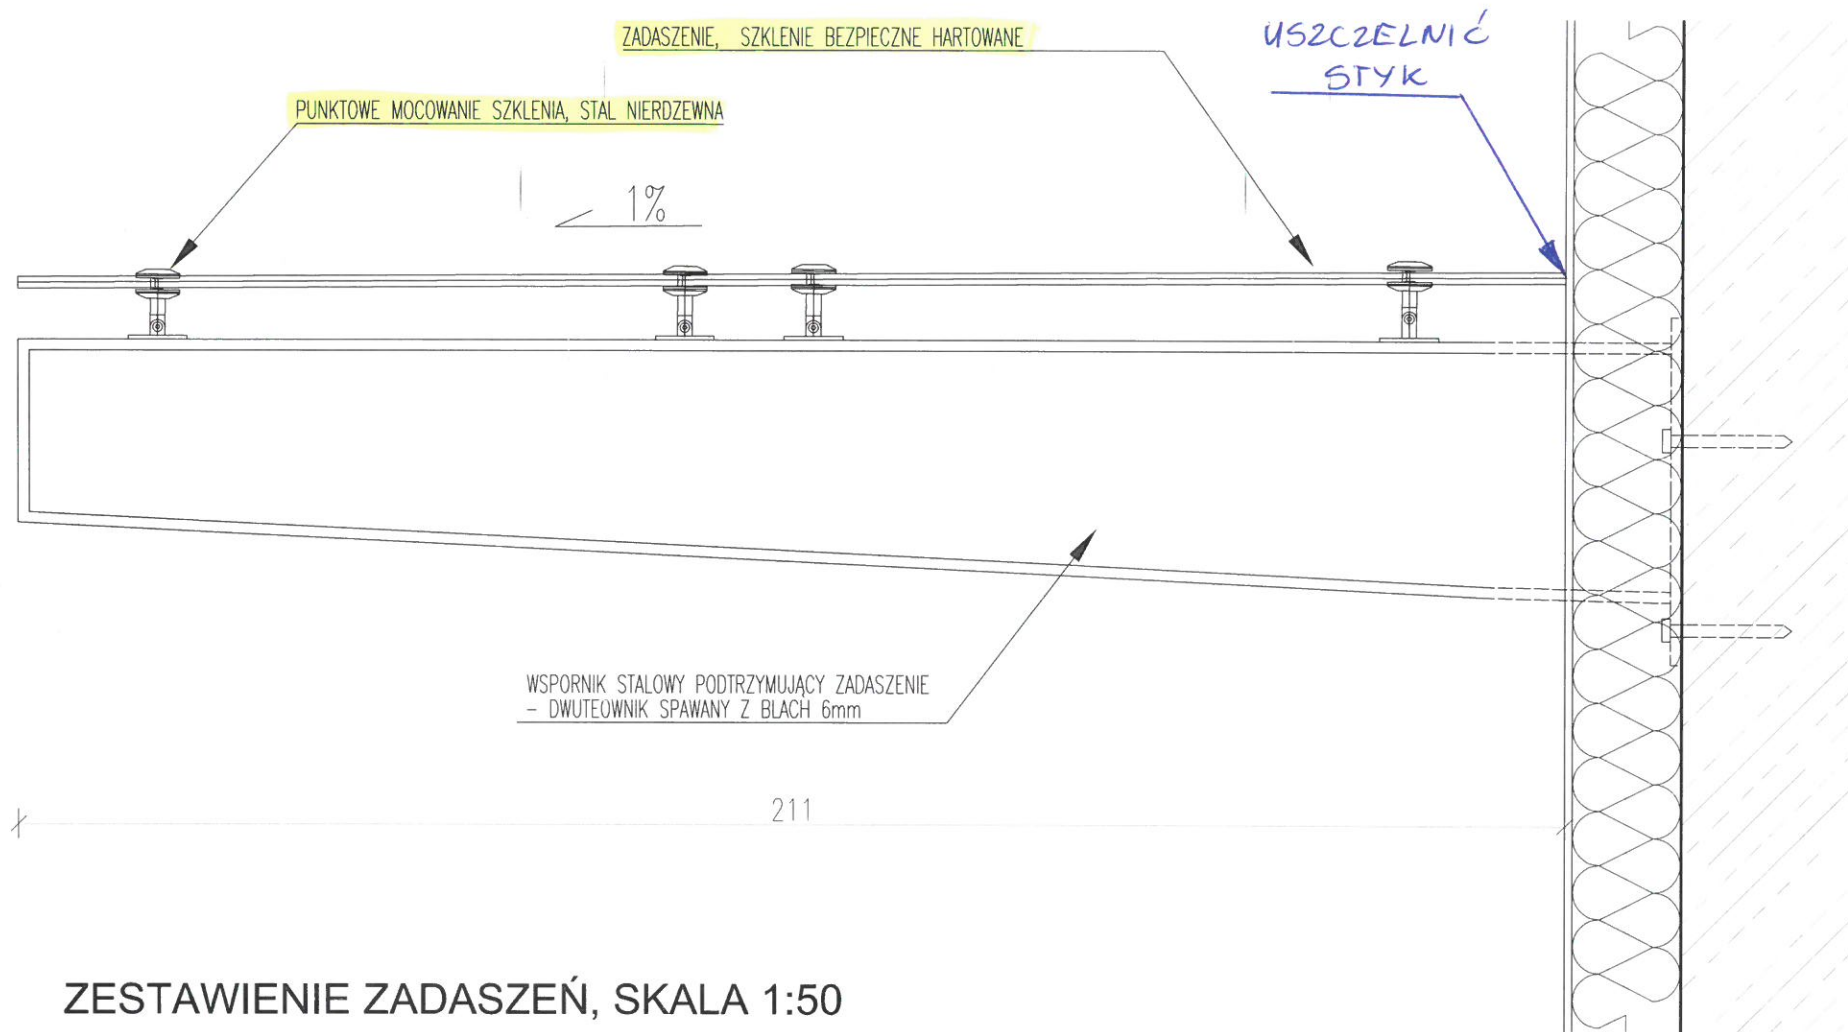 ZADASZENIE, SZKLENIE BEZPIECZNE HARTOWANE
USZCZELNIĆ
STYK
PUNKTOWE MOCOWANIE SZKLENIA, STAL NIERDZEWNA
1%
WSPORNIK STALOWY PODTRZYMUJĄCY ZADASZENIE
- DWUTEOWNIK SPAWANY Z BLACH 6mm
211
ZESTAWIENIE ZADASZEŃ, SKALA 1:50